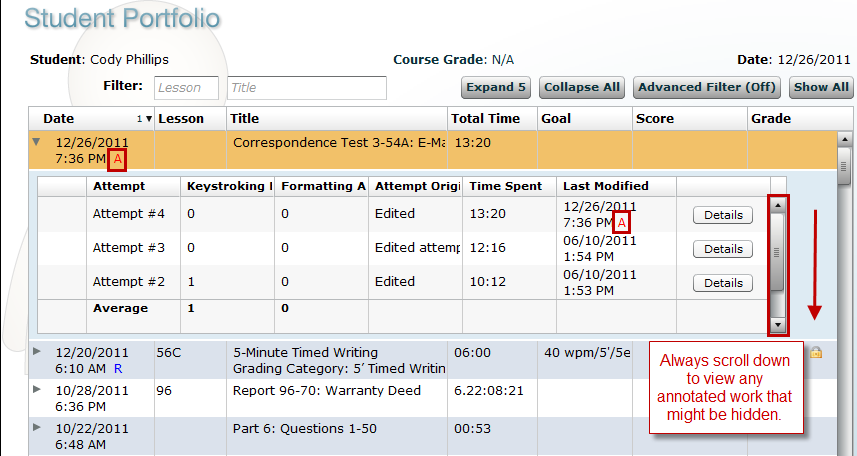 Student Portfolio
Student: Cody Phillips Course Grade: N/A Date: 12/26/2011
Filter: Lesson Title Expand 5 Collapse All Advanced Filter (Off) Show All
Date 1 Lesson Title Total Time Goal Score Grade
12/26/2011 Correspondence Test 3-54A: E-Ma 13:20
7:36 PM A
Attempt Keystroking Formatting A Attempt Origi Time Spent Last Modified
Attempt #4 0 0 Edited 13:20 12/26/2011
7:36 PM A Details
Attempt #3 0 0 Edited attemp 12:16 06/10/2011
1:54 PM Details
Attempt #2 1 0 Edited 10:12 06/10/2011
1:53 PM Details
Average 1 0
12/20/2011 56C 5-Minute Timed Writing 06:00 40 wpm/5'/5e
6:10 AM R Grading Category: 5' Timed Writin
10/28/2011 96 Report 96-70: Warranty Deed 6.22:08:21
6:36 PM
10/22/2011 Part 6: Questions 1-50 00:53
6:48 AM
Always scroll down
to view any
annotated work that
might be hidden.